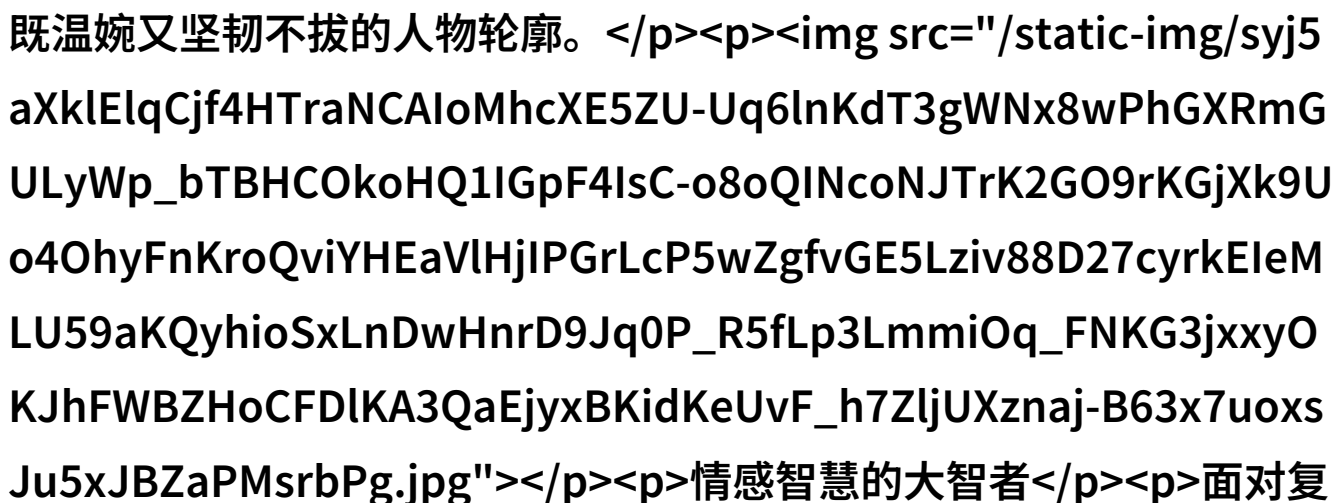 既温婉又坚韧不拔的人物轮廓。</p><p><img src="/static-img/syj5
aXklElqCjf4HTraNCAIoMhcXE5ZU-Uq6lnKdT3gWNx8wPhGXRmG
ULyWp_bTBHCOkoHQ1IGpF4IsC-o8oQINcoNJTrK2GO9rKGjXk9U
o4OhyFnKroQviYHEaVlHjIPGrLcP5wZgfvGE5Lziv88D27cyrkEIeM
LU59aKQyhioSxLnDwHnrD9Jq0P_R5fLp3LmmiOq_FNKG3jxxyO
KJhFWBZHoCFDlKA3QaEjyxBKidKeUvF_h7ZljUXznaj-B63x7uoxs
Ju5xJBZaPMsrbPg.jpg"></p><p>情感智慧的大智者</p><p>面对复